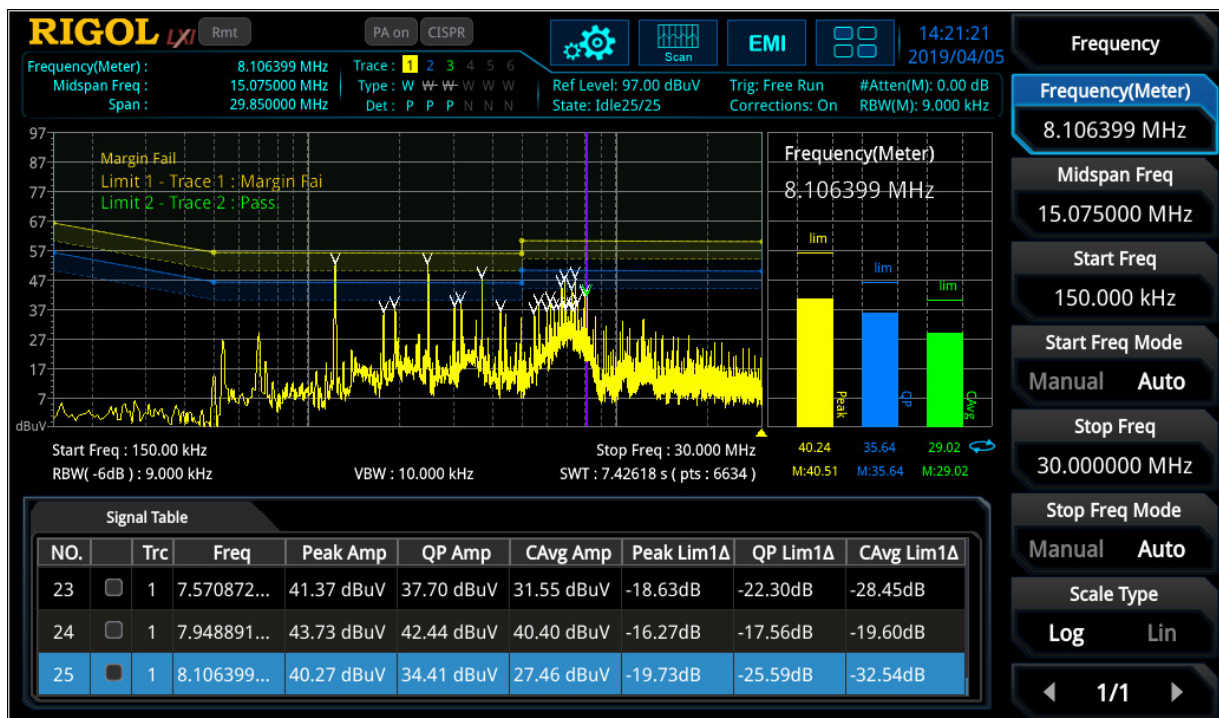 RIGOL LXI Rmt PA on CISPR
Scan
EMI
14:21:21
2019/04/05
Frequency(Meter) : 8.106399 MHz
Midspan Freq : 15.075000 MHz
Span : 29.850000 MHz
Trace : 1 2 3 4 5 6
Type : W W W W W W
Det : P P P N N N
Ref Level: 97.00 dBuV Trig: Free Run #Atten(M): 0.00 dB
State: Idle25/25 Corrections: On RBW(M): 9.000 kHz
97
87
77
67
57
47
37
27
17
7
dBuV
Margin Fail
Limit 1 - Trace 1 : Margin Fai
Limit 2 - Trace 2 : Pass
Start Freq : 150.00 kHz Stop Freq : 30.000 MHz
RBW( -6dB ) : 9.000 kHz VBW : 10.000 kHz SWT : 7.42618 s ( pts : 6634 )
Frequency(Meter)
8.106399 MHz
lim
lim
lim
Peak
QP
CAvg
40.24 35.64 29.02
M:40.51 M:35.64 M:29.02
Signal Table
NO. Trc Freq Peak Amp QP Amp CAvg Amp Peak Lim1Δ QP Lim1Δ CAvg Lim1Δ
23 1 7.570872... 41.37 dBuV 37.70 dBuV 31.55 dBuV -18.63dB -22.30dB -28.45dB
24 1 7.948891... 43.73 dBuV 42.44 dBuV 40.40 dBuV -16.27dB -17.56dB -19.60dB
25 1 8.106399... 40.27 dBuV 34.41 dBuV 27.46 dBuV -19.73dB -25.59dB -32.54dB
Frequency
Frequency(Meter)
8.106399 MHz
Midspan Freq
15.075000 MHz
Start Freq
150.000 kHz
Start Freq Mode
Manual Auto
Stop Freq
30.000000 MHz
Stop Freq Mode
Manual Auto
Scale Type
Log Lin
1/1